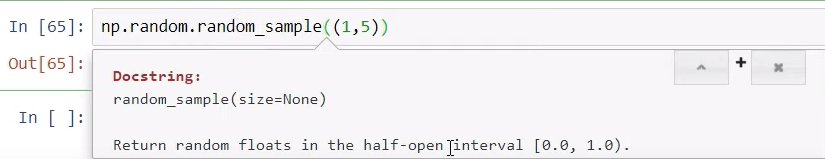 In [65]: np.random.random_sample((1,5))
Out[65]:
Docstring:
random_sample(size=None)
In [ ]:
Return random floats in the half-open interval [0.0, 1.0).